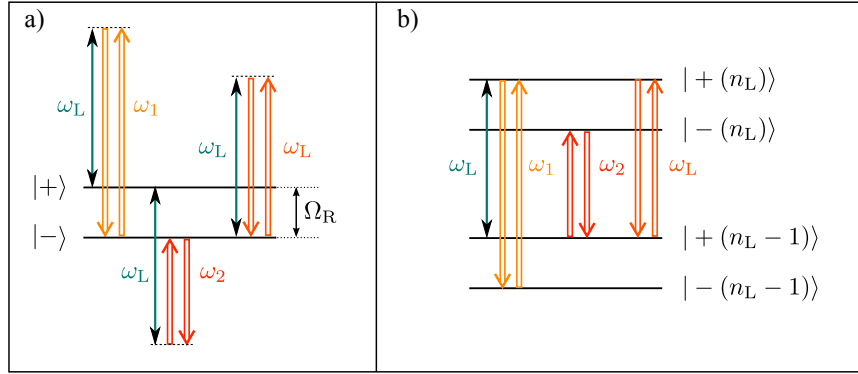 a)
ω_L
ω_1
ω_L
ω_L
|+⟩
Ω_R
|−⟩
ω_L
ω_2
b)
|+(n_L)⟩
|−(n_L)⟩
ω_L
ω_1
ω_2
ω_L
|+(n_L − 1)⟩
|−(n_L − 1)⟩